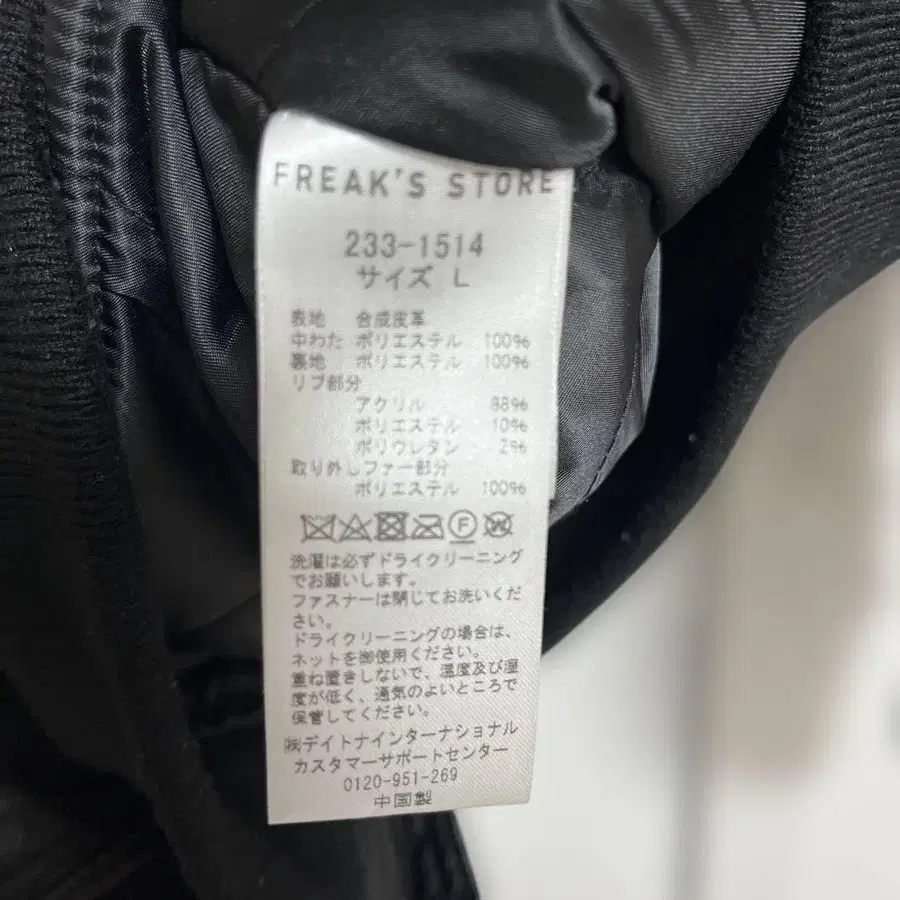 FREAK'S STORE
233-1514
サイズ L
表地 合成皮革
中わた ポリエステル 100%
裏地 ポリエステル 100%
リブ部分
アクリル 88%
ポリエステル 10%
ポリウレタン 2%
取り外しファー部分
ポリエステル 100%
F W
洗濯は必ずドライクリーニング
でお願いします。
ファスナーは閉じてお洗いくだ
さい。
ドライクリーニングの場合は、
ネットを御使用ください。
重ね置きしないで、温度及び湿
度が低く、通気のよいところで
保管してください。
㈱デイトナインターナショナル
カスタマーサポートセンター
0120-951-269
中国製